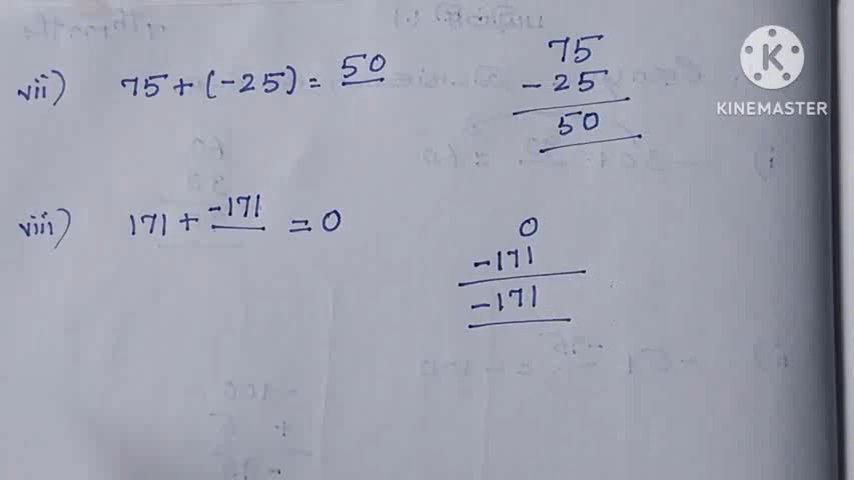 vii) 75 + (-25) = 50
75
- 25
50
viii) 171 + -171 = 0
0
-171
-171
KINEMASTER